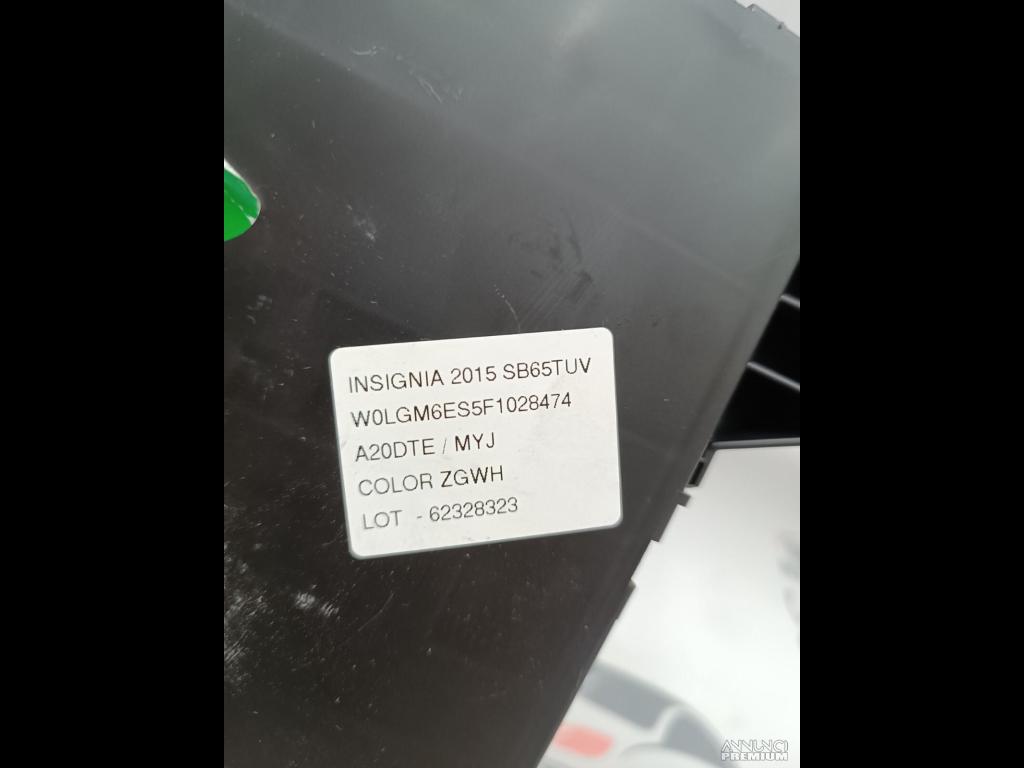 INSIGNIA 2015 SB65TUV
W0LGM6ES5F1028474
A20DTE / MYJ
COLOR ZGWH
LOT - 62328323
ANNUNCI
PREMIUM